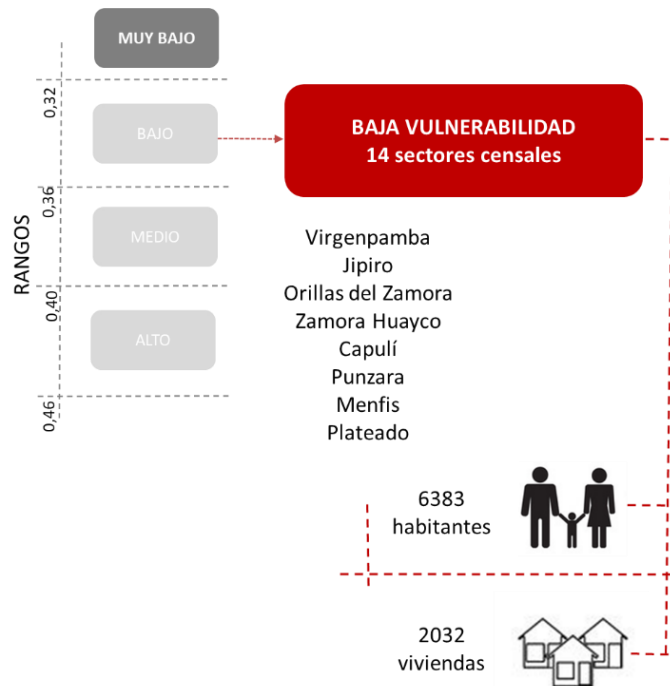 MUY BAJO
0,32
BAJO
0,36
MEDIO
0,40
ALTO
0,46
RANGOS
BAJA VULNERABILIDAD
14 sectores censales
Virgenpamba
Jipiro
Orillas del Zamora
Zamora Huayco
Capulí
Punzara
Menfis
Plateado
6383
habitantes
2032
viviendas